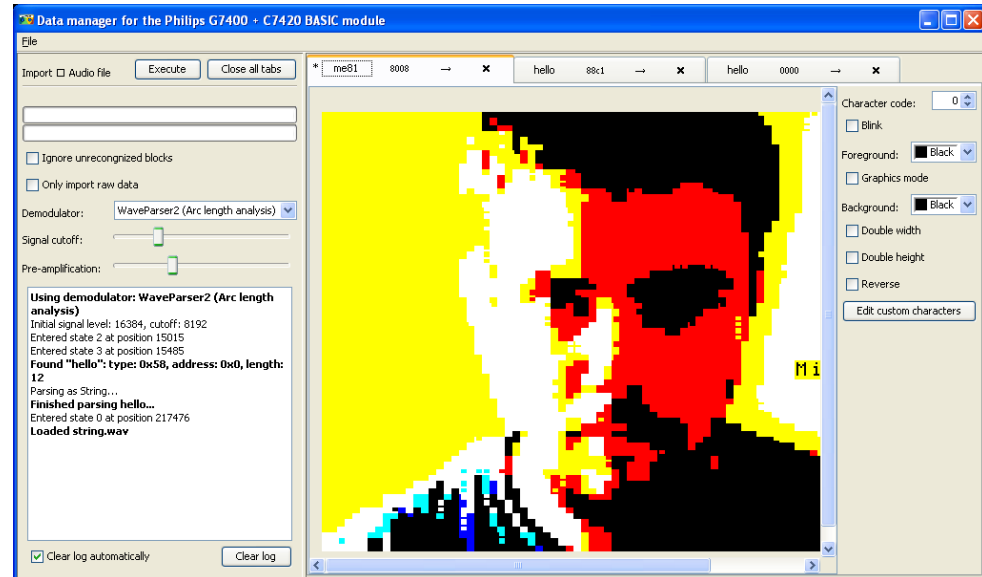 Data manager for the Philips G7400 + C7420 BASIC module
File
Import □ Audio file Execute Close all tabs
* me81 8008 → × hello 88c1 → × hello 0000 → ×
Ignore unrecongnized blocks
Only import raw data
Demodulator: WaveParser2 (Arc length analysis)
Signal cutoff:
Pre-amplification:
Using demodulator: WaveParser2 (Arc length
analysis)
Initial signal level: 16384, cutoff: 8192
Entered state 2 at position 15015
Entered state 3 at position 15485
Found "hello": type: 0x58, address: 0x0, length:
12
Parsing as String...
Finished parsing hello...
Entered state 0 at position 217476
Loaded string.wav
Clear log automatically Clear log
Mi
Character code: 0
Blink
Foreground: Black
Graphics mode
Background: Black
Double width
Double height
Reverse
Edit custom characters